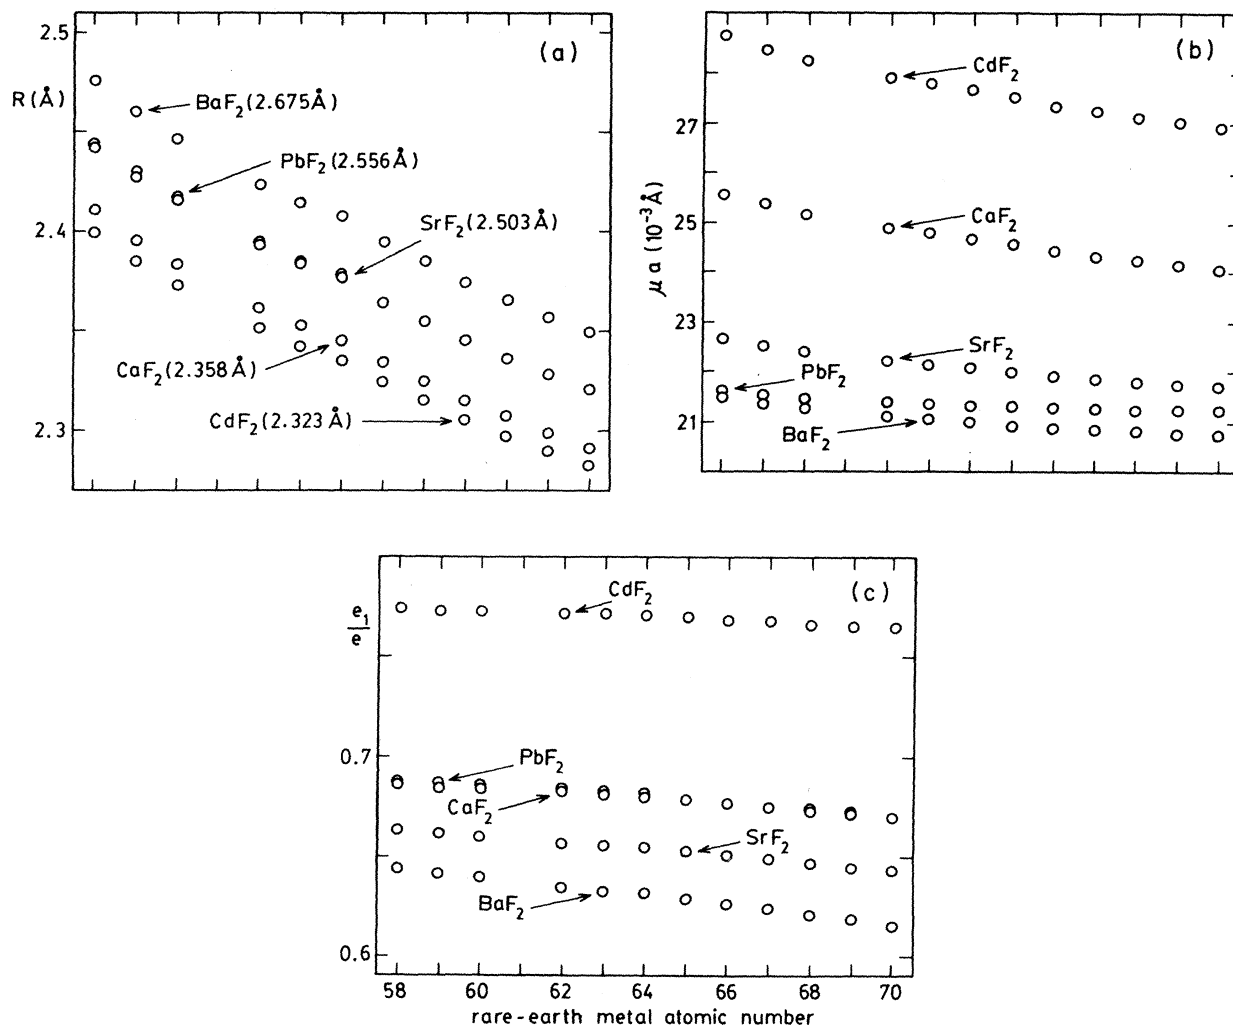 (a)
2.5
R (Å)
BaF₂ (2.675Å)
PbF₂ (2.556Å)
SrF₂ (2.503Å)
2.4
CaF₂ (2.358Å)
CdF₂ (2.323Å)
2.3
(b)
CdF₂
27
μa (10⁻³Å)
25
CaF₂
23
SrF₂
PbF₂
21
BaF₂
(c)
CdF₂
e₁/e
0.7
PbF₂
CaF₂
SrF₂
BaF₂
0.6
58 60 62 64 66 68 70
rare-earth metal atomic number